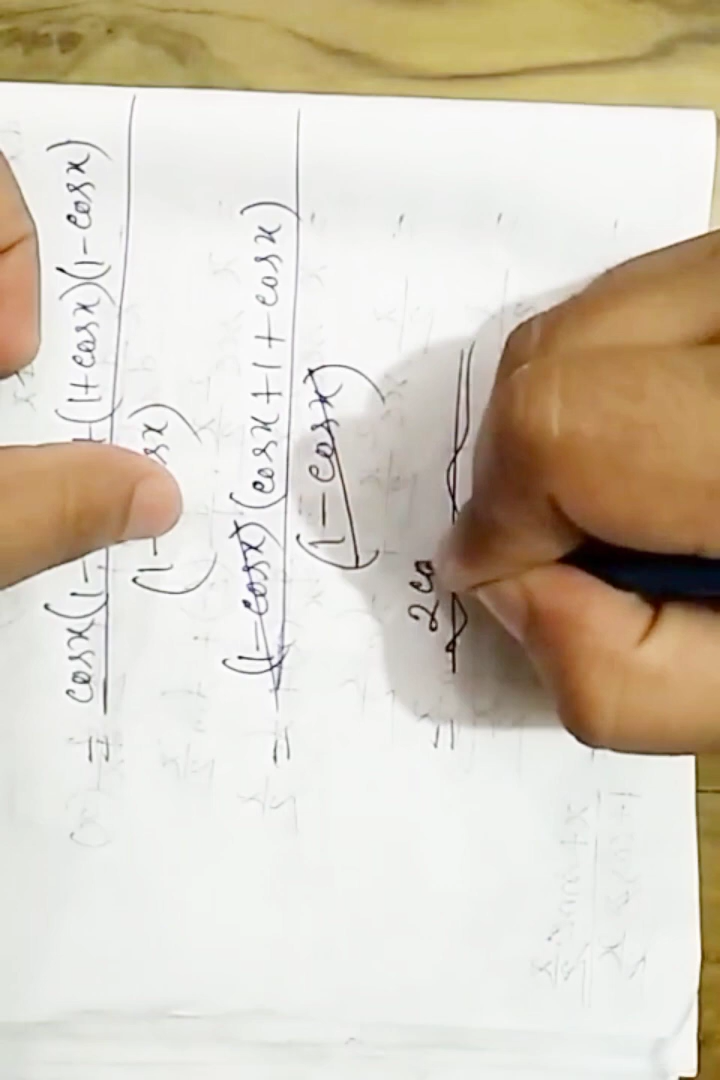 = cosx(1- +(1+cosx)(1-cosx)
(1- sx)
= (1-cosx)(cosx+1+cosx)
(1-cosx)
= 2co